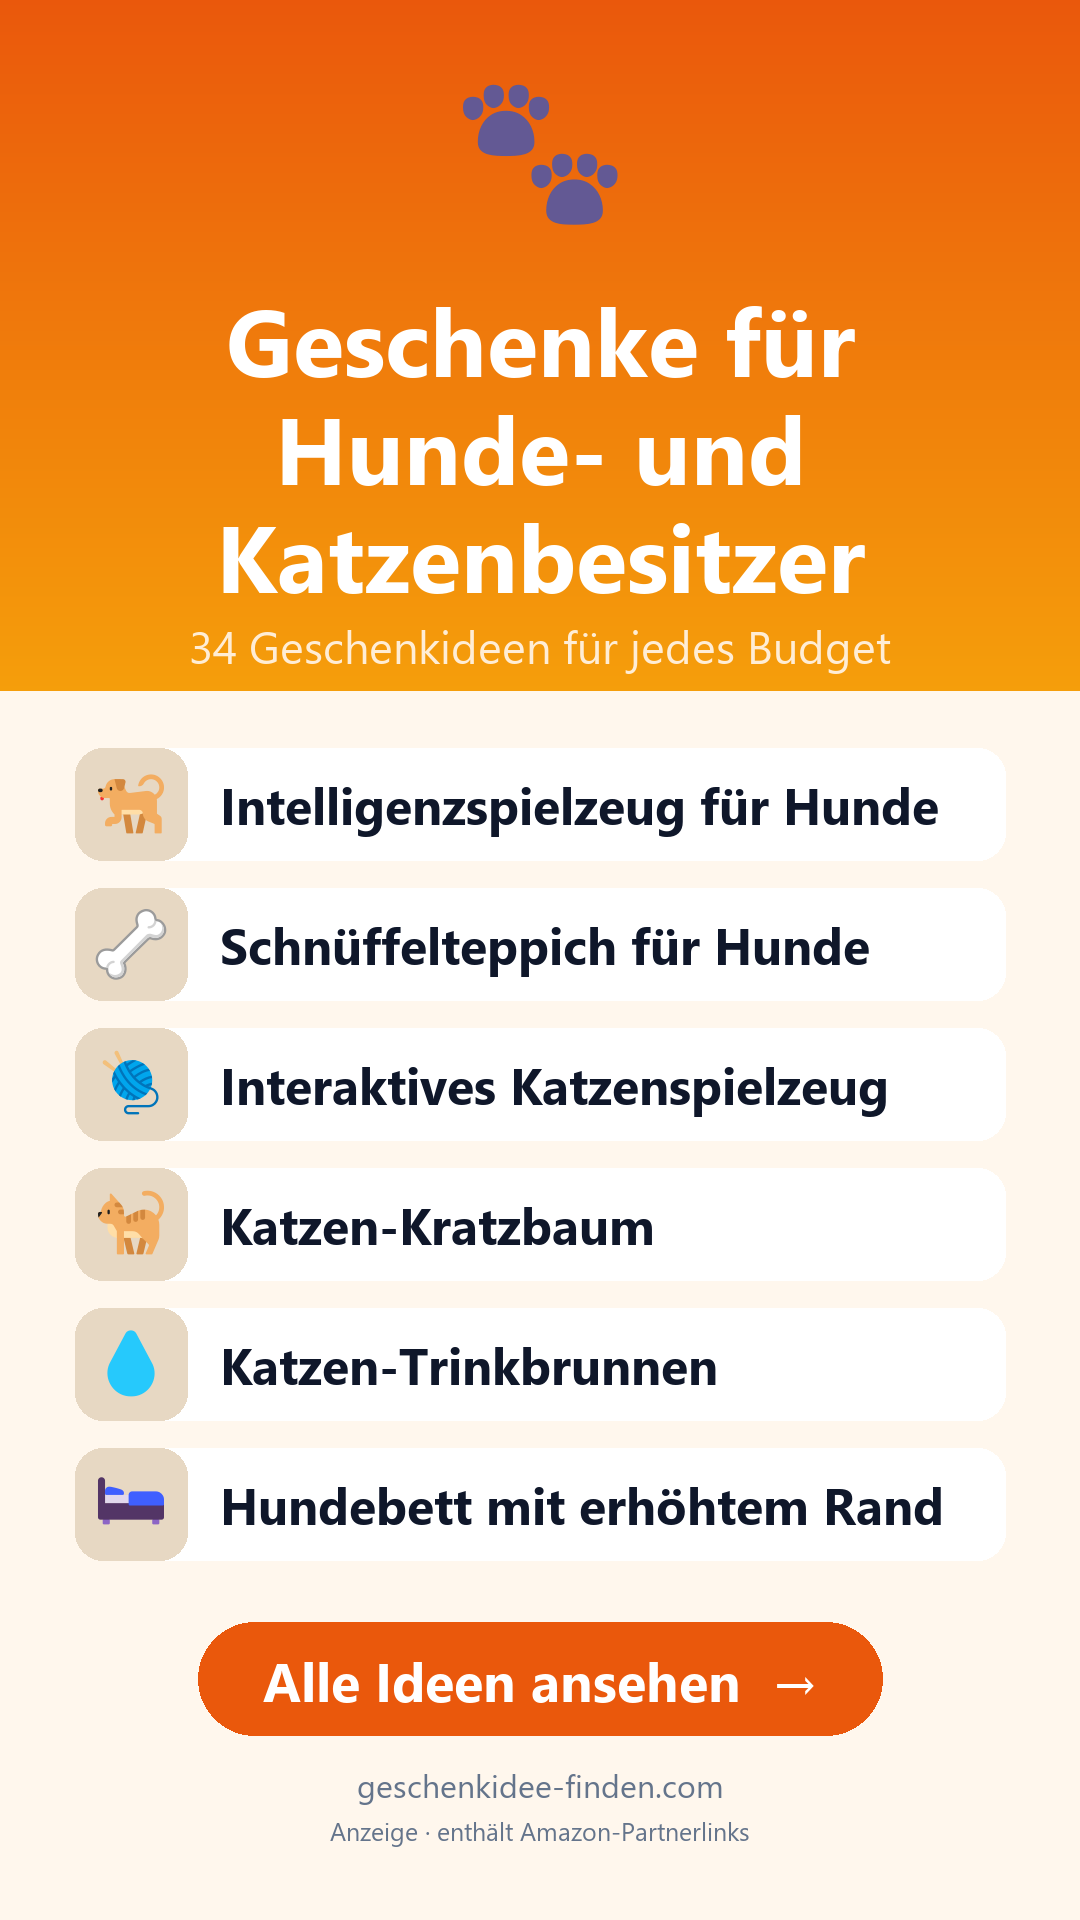 Geschenke für
Hunde- und
Katzenbesitzer
34 Geschenkideen für jedes Budget
Intelligenzspielzeug für Hunde
Schnüffelteppich für Hunde
Interaktives Katzenspielzeug
Katzen-Kratzbaum
Katzen-Trinkbrunnen
Hundebett mit erhöhtem Rand
Alle Ideen ansehen →
geschenkidee-finden.com
Anzeige · enthält Amazon-Partnerlinks